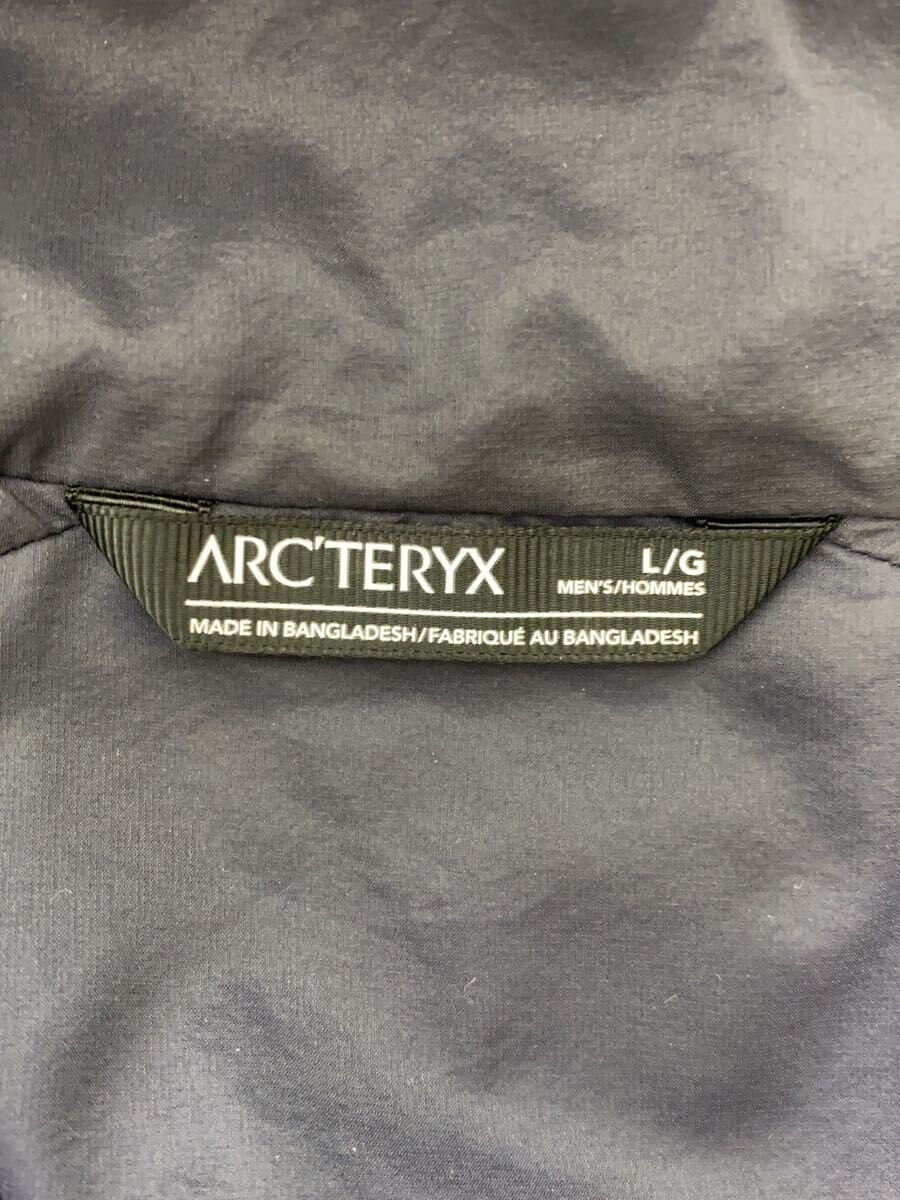 ARC'TERYX
L/G
MEN'S/HOMMES
MADE IN BANGLADESH/FABRIQUÉ AU BANGLADESH